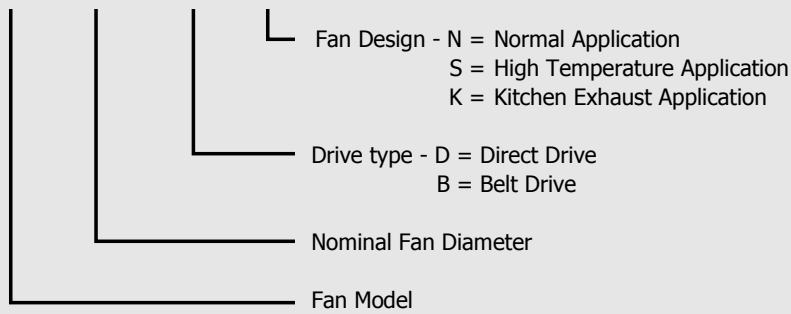 Fan Design - N = Normal Application
S = High Temperature Application
K = Kitchen Exhaust Application
Drive type - D = Direct Drive
B = Belt Drive
Nominal Fan Diameter
Fan Model